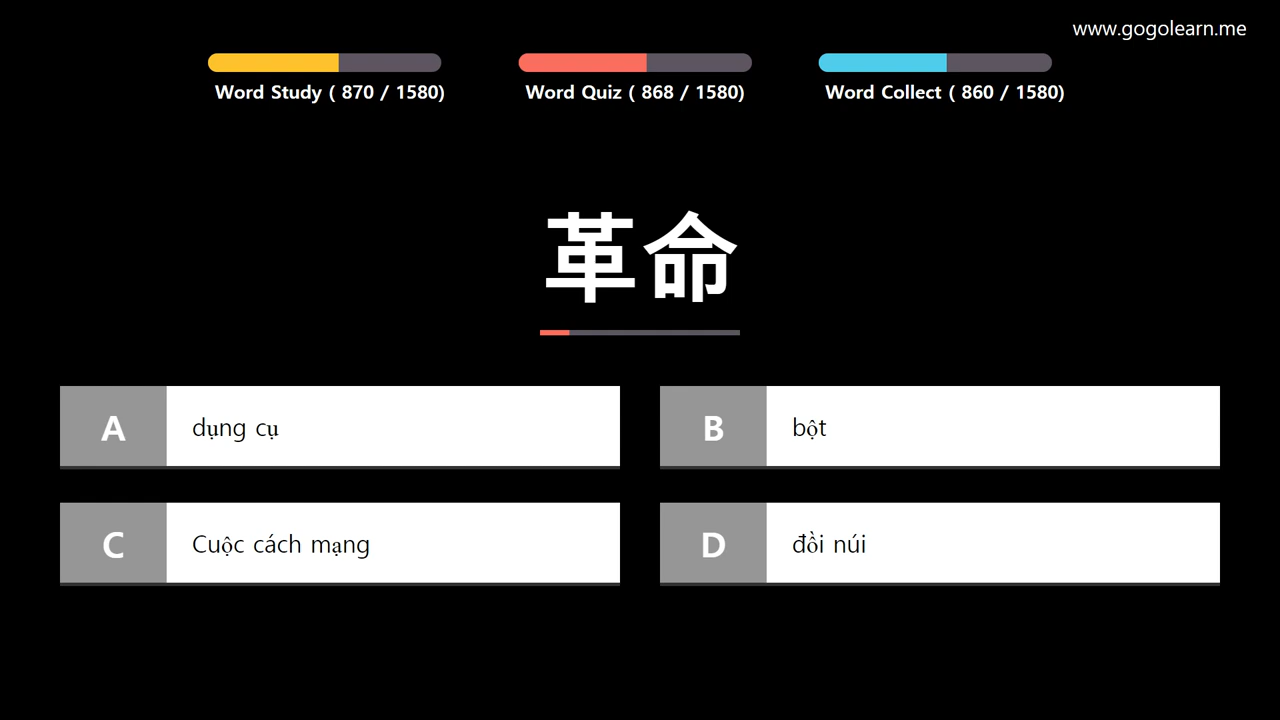 www.gogolearn.me
Word Study ( 870 / 1580)
Word Quiz ( 868 / 1580)
Word Collect ( 860 / 1580)
革命
A dụng cụ
B bột
C Cuộc cách mạng
D đồi núi